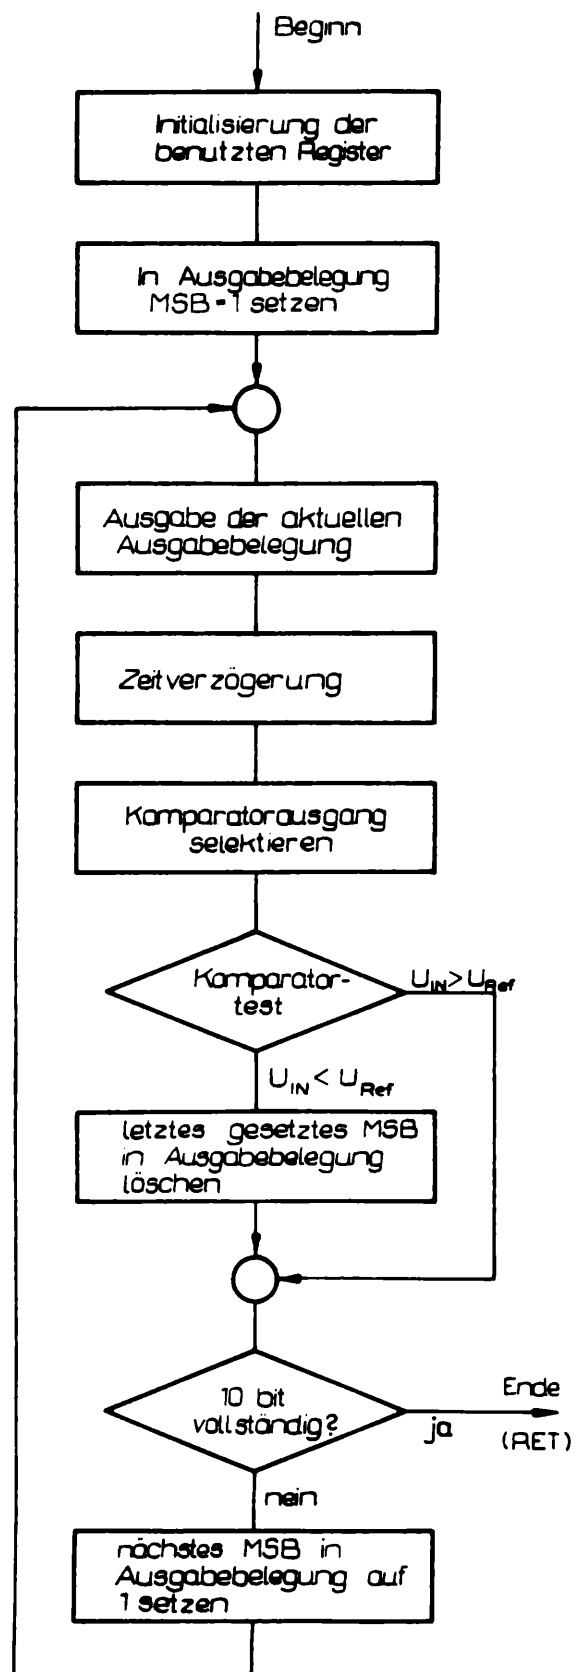 Beginn
Initialisierung der
benutzten Register
In Ausgabebelegung
MSB=1 setzen
Ausgabe der aktuellen
Ausgabebelegung
Zeitverzögerung
Komparatorausgang
selektieren
Komparator-
test
U_IN > U_Ref
U_IN < U_Ref
letztes gesetztes MSB
in Ausgabebelegung
löschen
10 bit
vollständig?
Ende
ja
(RET)
nein
nächstes MSB in
Ausgabebelegung auf
1 setzen